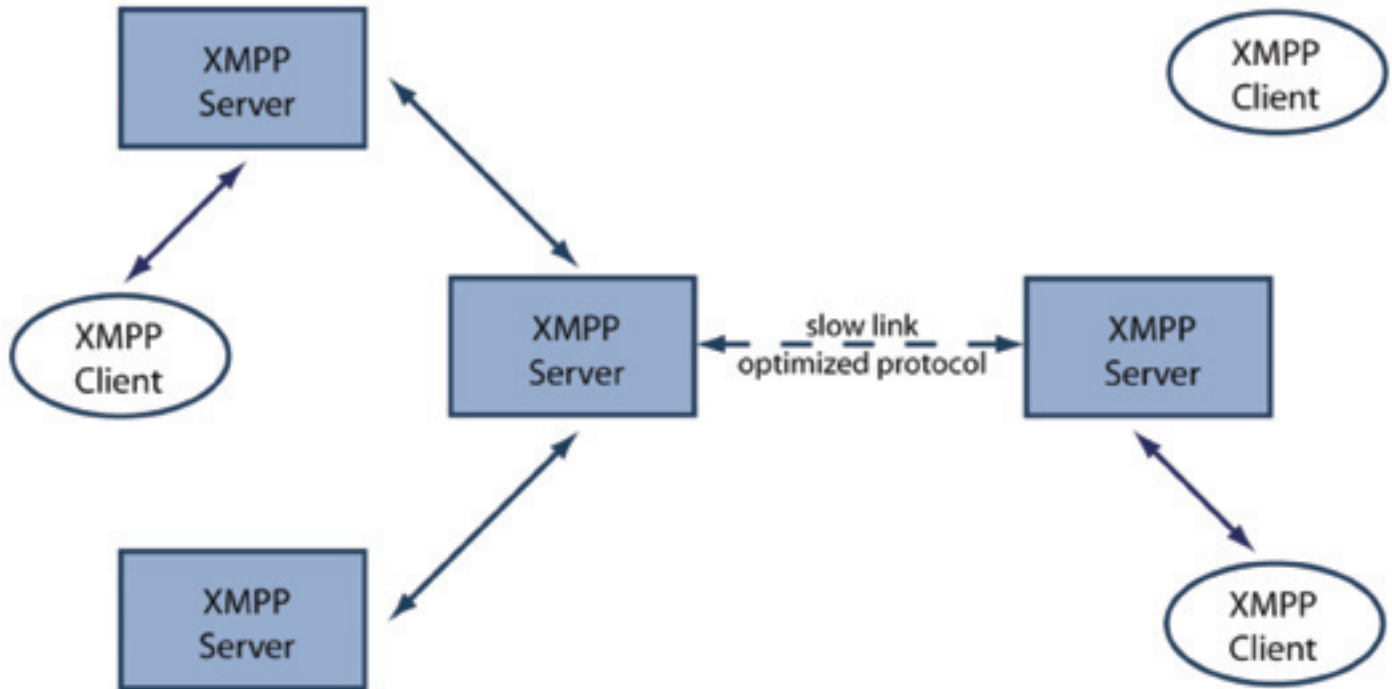 XMPP
Server
XMPP
Client
XMPP
Client
XMPP
Server
slow link
optimized protocol
XMPP
Server
XMPP
Server
XMPP
Client